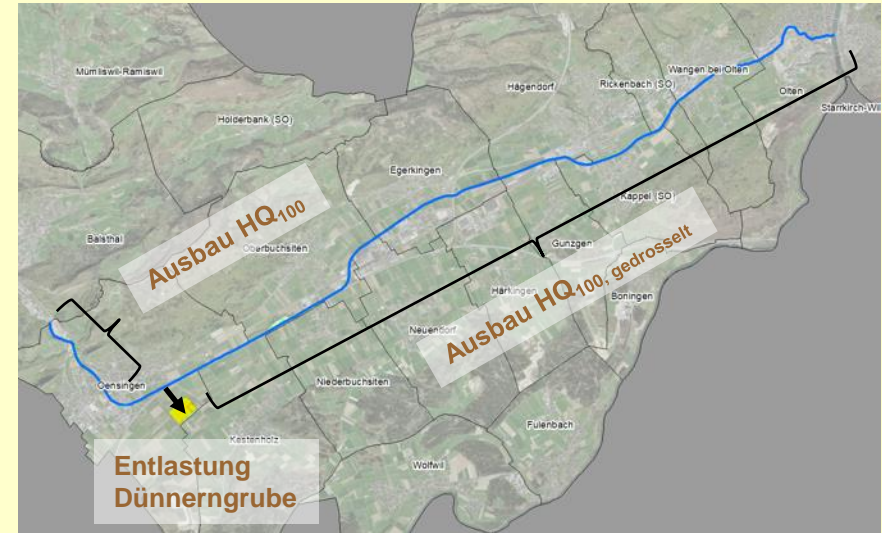 Mümliswil-Ramiswil
Holderbank (SO)
Hägendorf
Rickenbach (SO)
Wangen bei Olten
Olten
Starrkirch-Wil
Egerkingen
Balsthal
Oberbuchsiten
Ausbau HQ100
Kappel (SO)
Gunzgen
Härkingen
Boningen
Ausbau HQ100, gedrosselt
Neuendorf
Oensingen
Niederbuchsiten
Kestenholz
Fulenbach
Wolfwil
Entlastung
Dünnerngrube